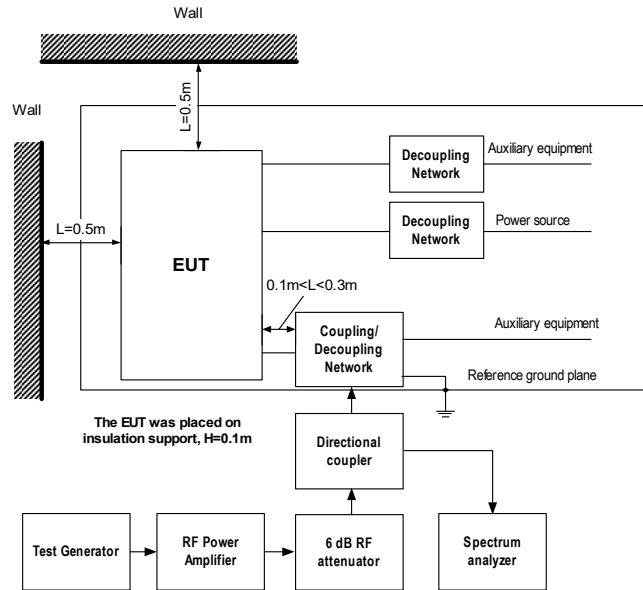 Wall
Wall
L=0.5m
L=0.5m
EUT
Decoupling
Network
Auxiliary equipment
Decoupling
Network
Power source
0.1m<L<0.3m
Coupling/
Decoupling
Network
Auxiliary equipment
Reference ground plane
The EUT was placed on
insulation support, H=0.1m
Directional
coupler
Test Generator
RF Power
Amplifier
6 dB RF
attenuator
Spectrum
analyzer